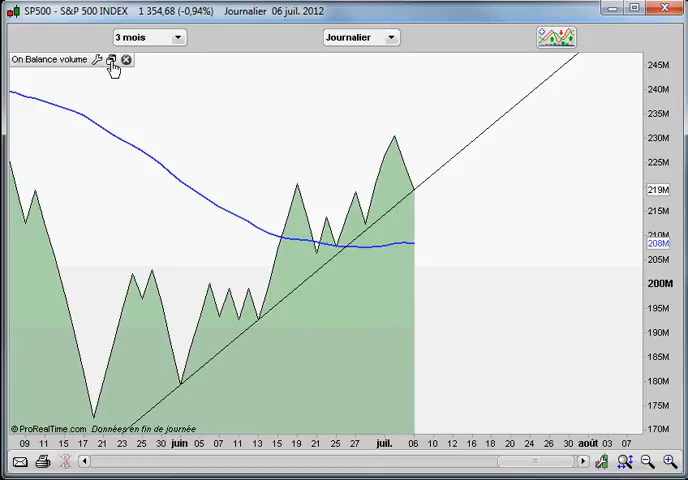 SP500 - S&P 500 INDEX 1 354,68 (-0,94%) Journalier 06 juil. 2012
3 mois Journalier
On Balance volume
245M
240M
235M
230M
225M
219M
215M
208M
205M
200M
195M
190M
185M
180M
175M
170M
© ProRealTime.com Données en fin de journée
09 11 15 17 21 23 25 30 juin 05 07 11 13 15 19 21 25 27 juil. 06 10 12 16 18 20 24 26 30 août 03 07